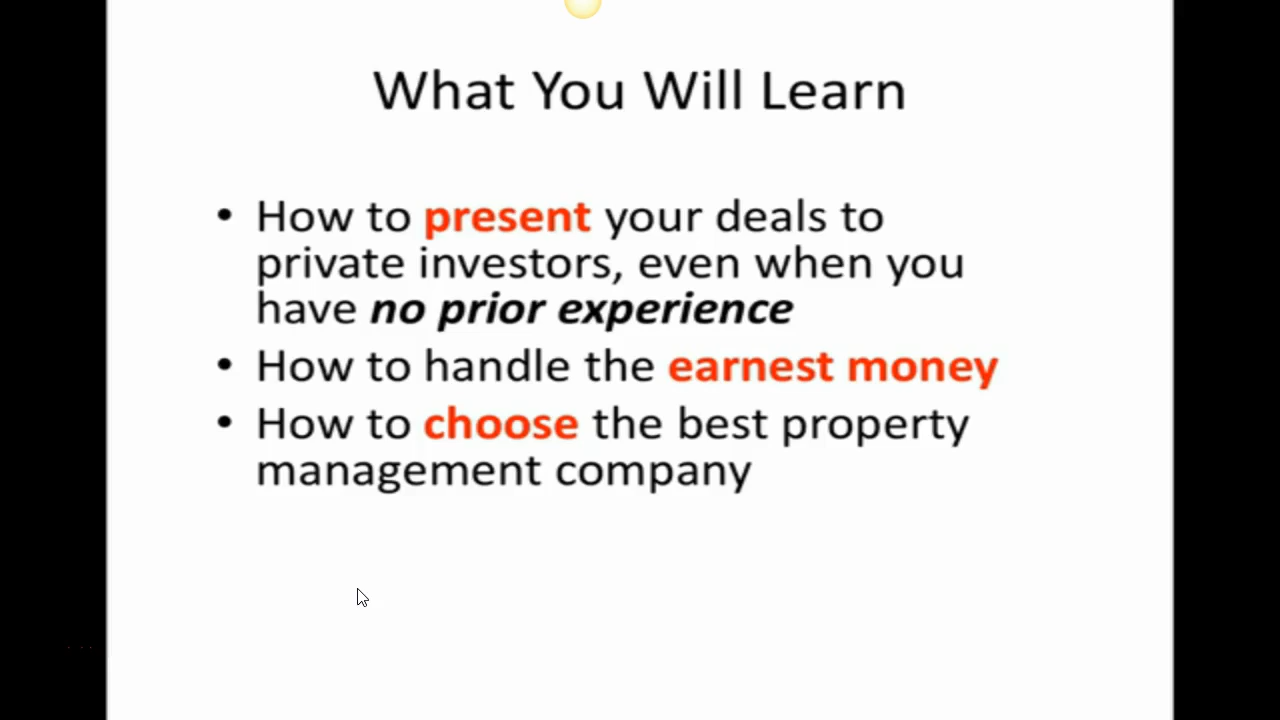 What You Will Learn
• How to present your deals to
private investors, even when you
have no prior experience
• How to handle the earnest money
• How to choose the best property
management company